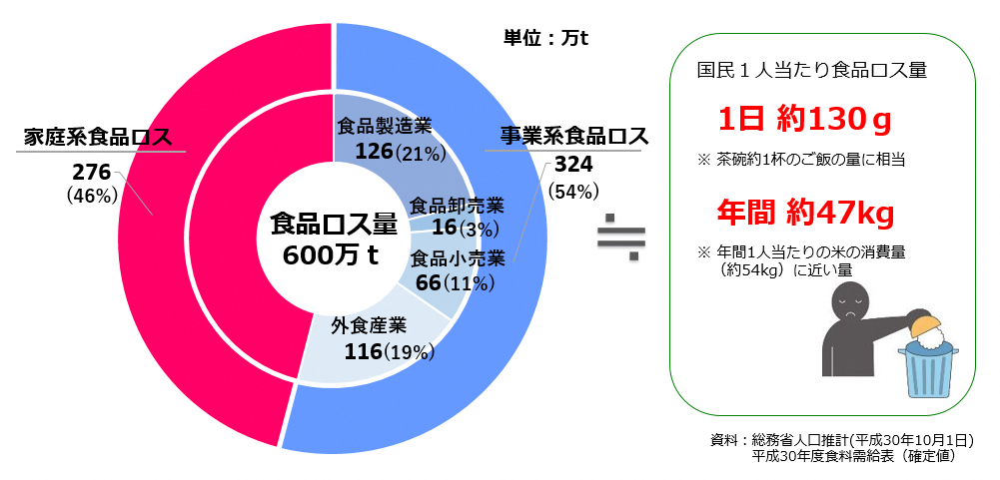 単位：万t
家庭系食品ロス
276
(46%)
食品製造業
126(21%)
食品卸売業
16(3%)
食品小売業
66(11%)
外食産業
116(19%)
食品ロス量
600万ｔ
事業系食品ロス
324
(54%)
≒
国民１人当たり食品ロス量
1日 約130ｇ
※ 茶碗約1杯のご飯の量に相当
年間 約47kg
※ 年間1人当たりの米の消費量
（約54kg）に近い量
資料：総務省人口推計(平成30年10月1日)
平成30年度食料需給表（確定値）